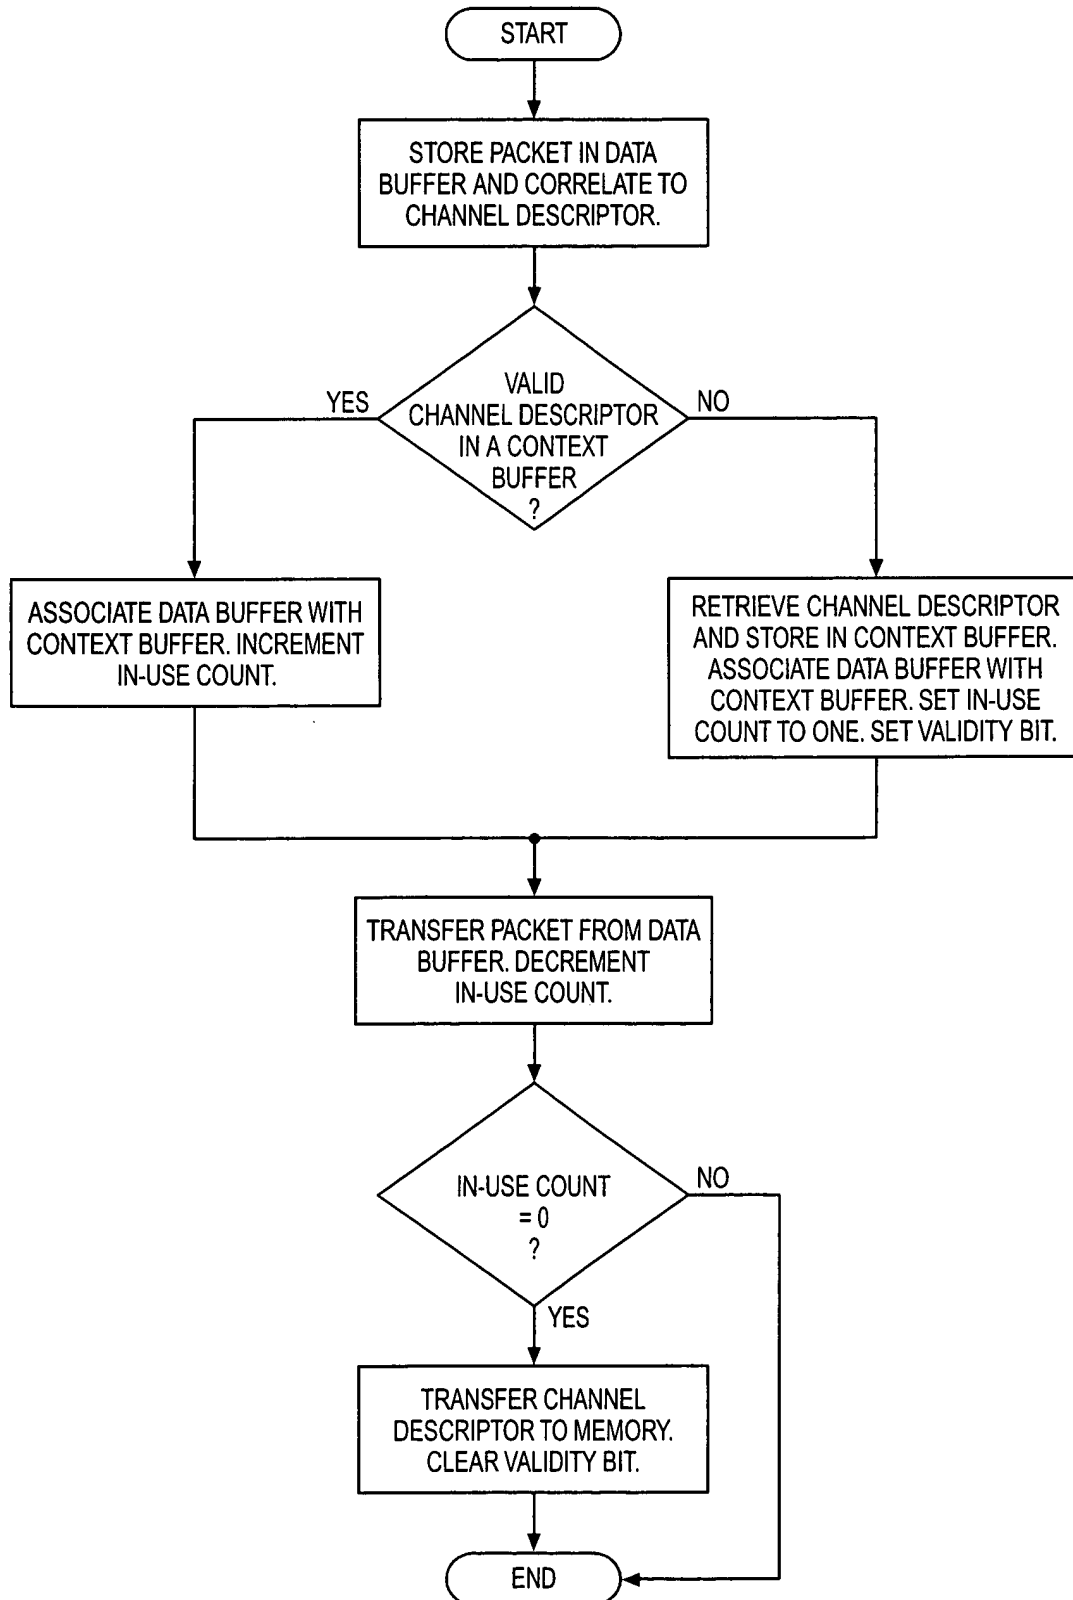 START
STORE PACKET IN DATA
BUFFER AND CORRELATE TO
CHANNEL DESCRIPTOR.
VALID
CHANNEL DESCRIPTOR
IN A CONTEXT
BUFFER
?
YES
NO
ASSOCIATE DATA BUFFER WITH
CONTEXT BUFFER. INCREMENT
IN-USE COUNT.
RETRIEVE CHANNEL DESCRIPTOR
AND STORE IN CONTEXT BUFFER.
ASSOCIATE DATA BUFFER WITH
CONTEXT BUFFER. SET IN-USE
COUNT TO ONE. SET VALIDITY BIT.
TRANSFER PACKET FROM DATA
BUFFER. DECREMENT
IN-USE COUNT.
IN-USE COUNT
= 0
?
NO
YES
TRANSFER CHANNEL
DESCRIPTOR TO MEMORY.
CLEAR VALIDITY BIT.
END